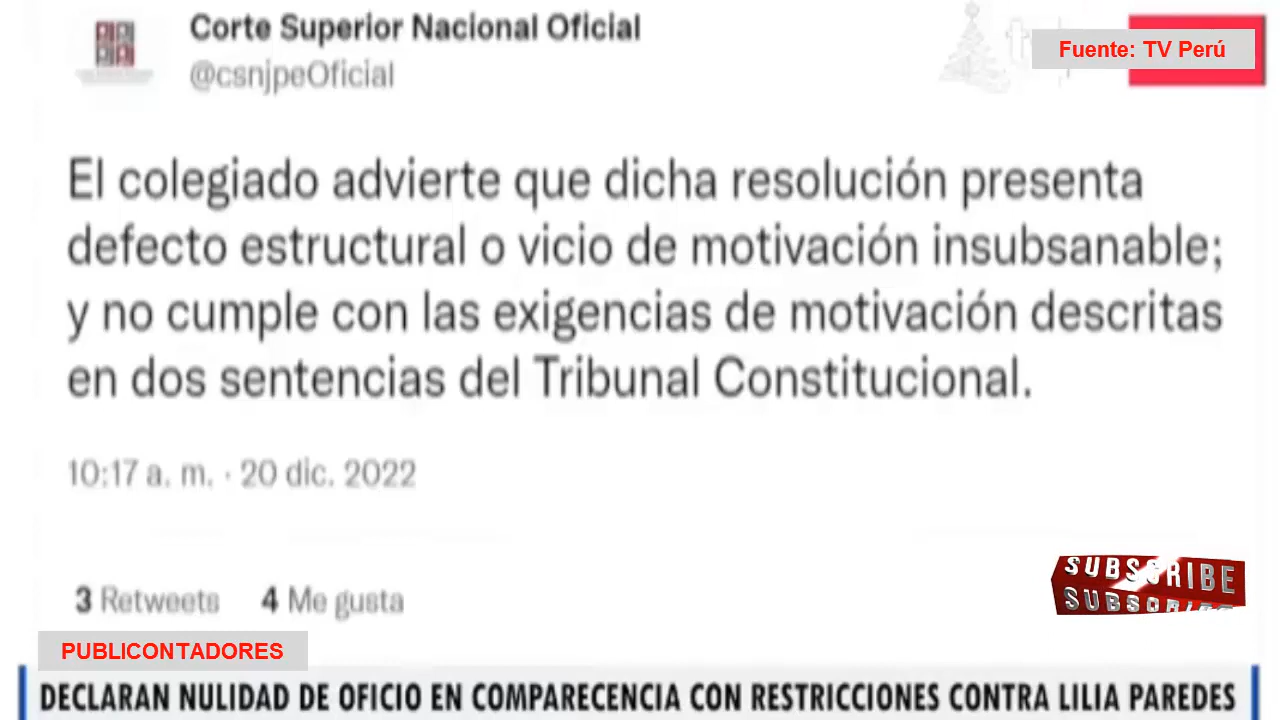 Corte Superior Nacional Oficial
@csnjpeOficial
Fuente: TV Perú
El colegiado advierte que dicha resolución presenta
defecto estructural o vicio de motivación insubsanable;
y no cumple con las exigencias de motivación descritas
en dos sentencias del Tribunal Constitucional.
10:17 a. m. · 20 dic. 2022
3 Retweets 4 Me gusta
SUBSCRIBE
SUBSCRIBE
PUBLICONTADORES
DECLARAN NULIDAD DE OFICIO EN COMPARECENCIA CON RESTRICCIONES CONTRA LILIA PAREDES